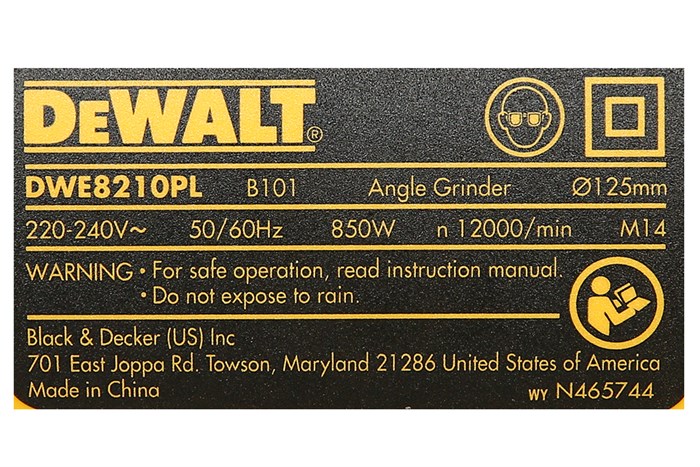 DEWALT®
DWE8210PL B101 Angle Grinder Ø125mm
220-240V~ 50/60Hz 850W n 12000/min M14
WARNING • For safe operation, read instruction manual.
• Do not expose to rain.
Black & Decker (US) Inc
701 East Joppa Rd. Towson, Maryland 21286 United States of America
Made in China WY N465744